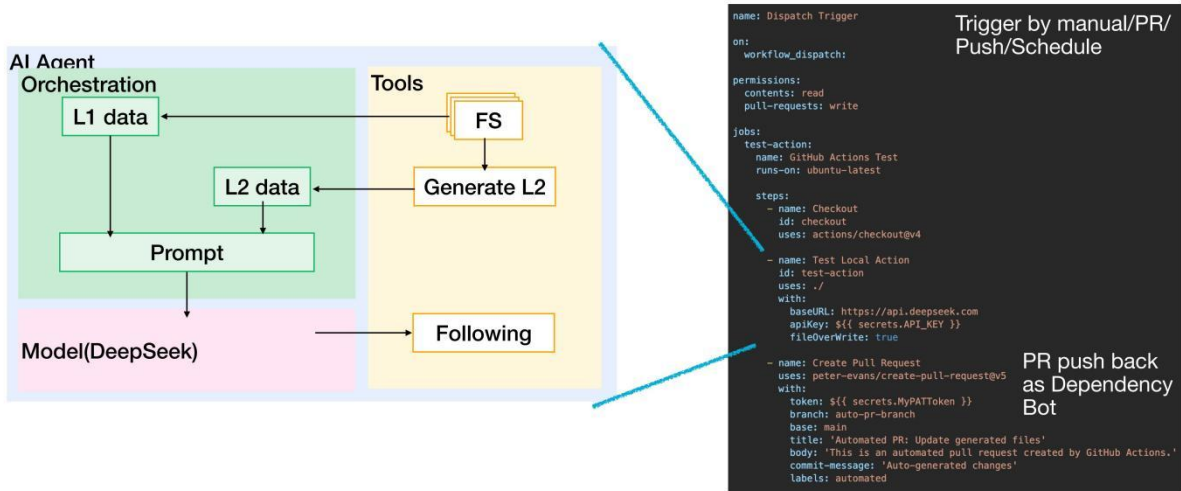 AI Agent
Orchestration
L1 data
L2 data
Prompt
Model(DeepSeek)
Tools
FS
Generate L2
Following
Trigger by manual/PR/
Push/Schedule
name: Dispatch Trigger
on:
  workflow_dispatch:
permissions:
  contents: read
  pull-requests: write
jobs:
  test-action:
    name: GitHub Actions Test
    runs-on: ubuntu-latest
    steps:
      - name: Checkout
        id: checkout
        uses: actions/checkout@v4
      - name: Test Local Action
        id: test-action
        uses: ./
        with:
          baseURL: https://api.deepseek.com
          apiKey: ${{ secrets.API_KEY }}
          fileOverWrite: true
      - name: Create Pull Request
        uses: peter-evans/create-pull-request@v5
        with:
          token: ${{ secrets.MyPATToken }}
          branch: auto-pr-branch
          base: main
          title: 'Automated PR: Update generated files'
          body: 'This is an automated pull request created by GitHub Actions.'
          commit-message: 'Auto-generated changes'
          labels: automated
PR push back
as Dependency
Bot